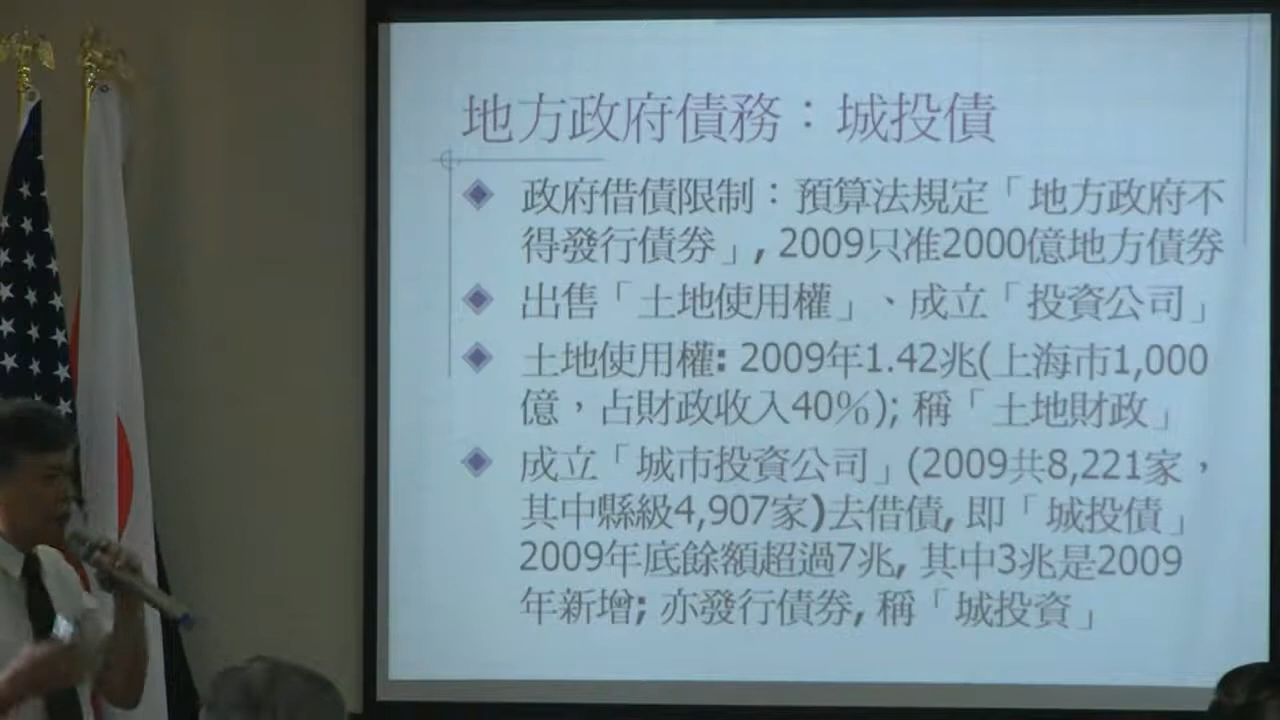 地方政府債務：城投債
政府借債限制：預算法規定「地方政府不
得發行債券」, 2009只准2000億地方債券
出售「土地使用權」、成立「投資公司」
土地使用權: 2009年1.42兆(上海市1,000
億，占財政收入40%); 稱「土地財政」
成立「城市投資公司」(2009共8,221家，
其中縣級4,907家)去借債, 即「城投債」
2009年底餘額超過7兆, 其中3兆是2009
年新增; 亦發行債券, 稱「城投資」